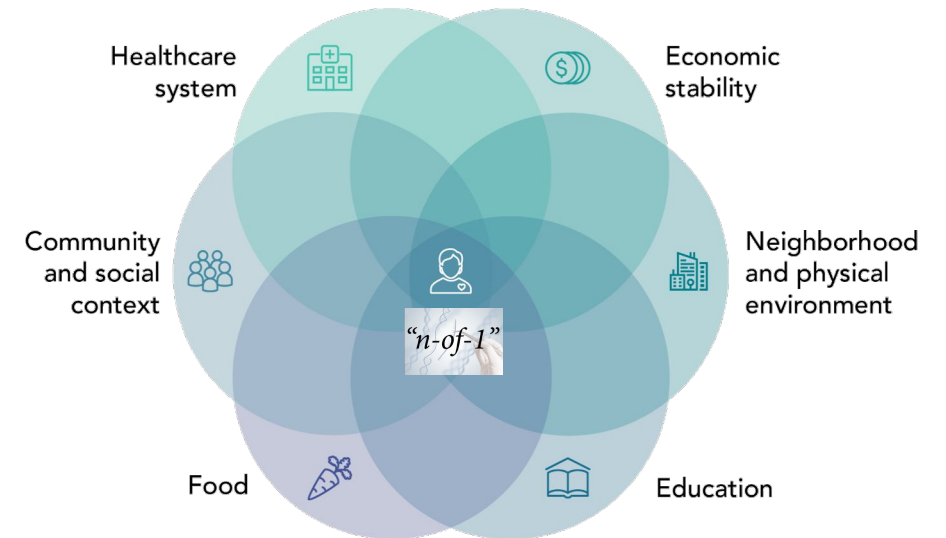 Healthcare
system
Economic
stability
Community
and social
context
Neighborhood
and physical
environment
“n-of-1”
Food
Education